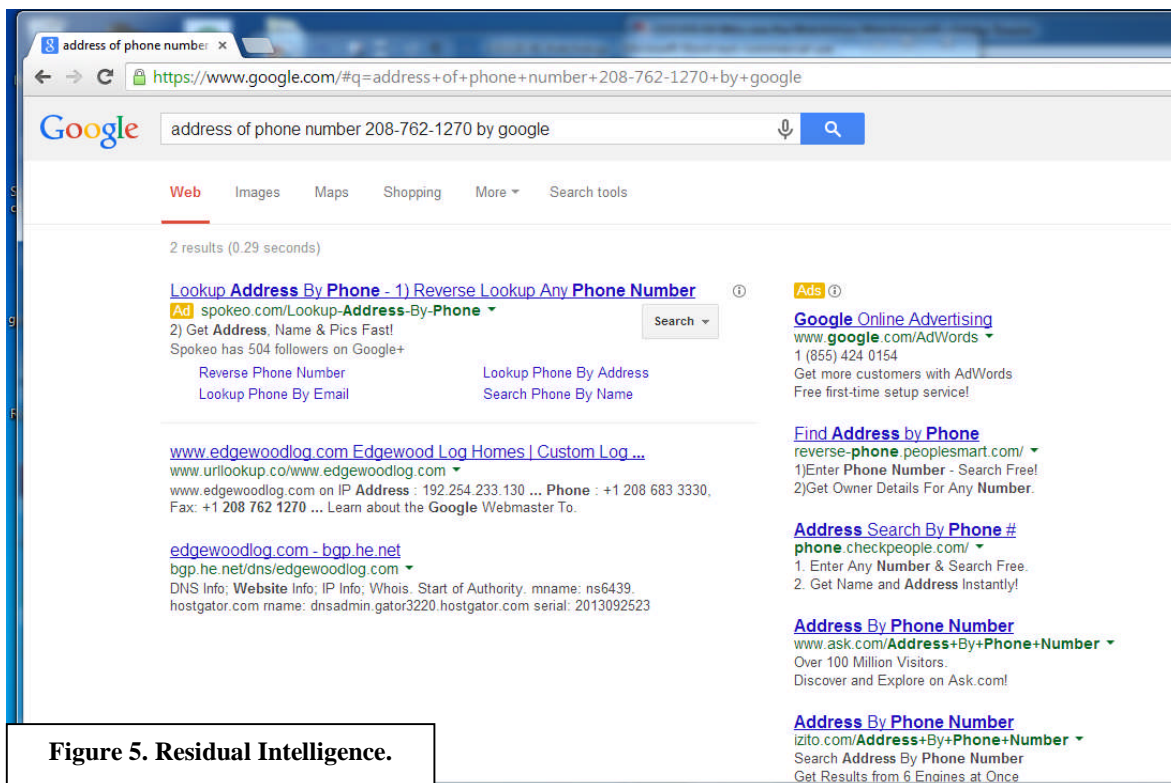 address of phone number
https://www.google.com/#q=address+of+phone+number+208-762-1270+by+google
Google
address of phone number 208-762-1270 by google
Web Images Maps Shopping More Search tools
2 results (0.29 seconds)
Lookup Address By Phone - 1) Reverse Lookup Any Phone Number
Ad spokeo.com/Lookup-Address-By-Phone
2) Get Address, Name & Pics Fast!
Spokeo has 504 followers on Google+
Search
Reverse Phone Number Lookup Phone By Address
Lookup Phone By Email Search Phone By Name
www.edgewoodlog.com Edgewood Log Homes | Custom Log ...
www.urllookup.co/www.edgewoodlog.com
www.edgewoodlog.com on IP Address : 192.254.233.130 ... Phone : +1 208 683 3330,
Fax: +1 208 762 1270 ... Learn about the Google Webmaster To.
edgewoodlog.com - bgp.he.net
bgp.he.net/dns/edgewoodlog.com
DNS Info; Website Info; IP Info; Whois. Start of Authority. mname: ns6439.
hostgator.com rname: dnsadmin.gator3220.hostgator.com serial: 2013092523
Ads
Google Online Advertising
www.google.com/AdWords
1 (855) 424 0154
Get more customers with AdWords
Free first-time setup service!
Find Address by Phone
reverse-phone.peoplesmart.com/
1)Enter Phone Number - Search Free!
2)Get Owner Details For Any Number.
Address Search By Phone #
phone.checkpeople.com/
1. Enter Any Number & Search Free.
2. Get Name and Address Instantly!
Address By Phone Number
www.ask.com/Address+By+Phone+Number
Over 100 Million Visitors.
Discover and Explore on Ask.com!
Address By Phone Number
izito.com/Address+By+Phone+Number
Search Address By Phone Number
Get Results from 6 Engines at Once
Figure 5. Residual Intelligence.